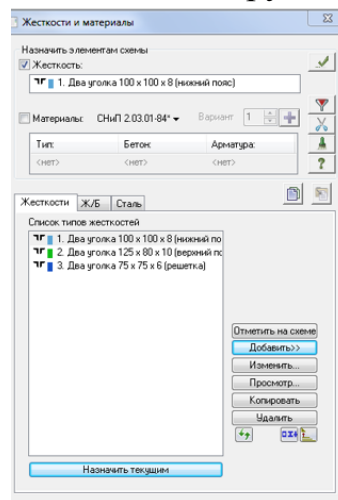 Жесткости и материалы
Назначить элементам схемы
Жесткость:
1. Два уголка 100 x 100 x 8 (нижний пояс)
Материалы: СНиП 2.03.01-84* Вариант 1
Тип: Бетон: Арматура:
<нет> <нет> <нет>
?
Жесткости Ж/Б Сталь
Список типов жесткостей
1. Два уголка 100 x 100 x 8 (нижний по
2. Два уголка 125 x 80 x 10 (верхний пс
3. Два уголка 75 x 75 x 6 (решетка)
Отметить на схеме
Добавить>>
Изменить...
Просмотр...
Копировать
Удалить
Назначить текущим